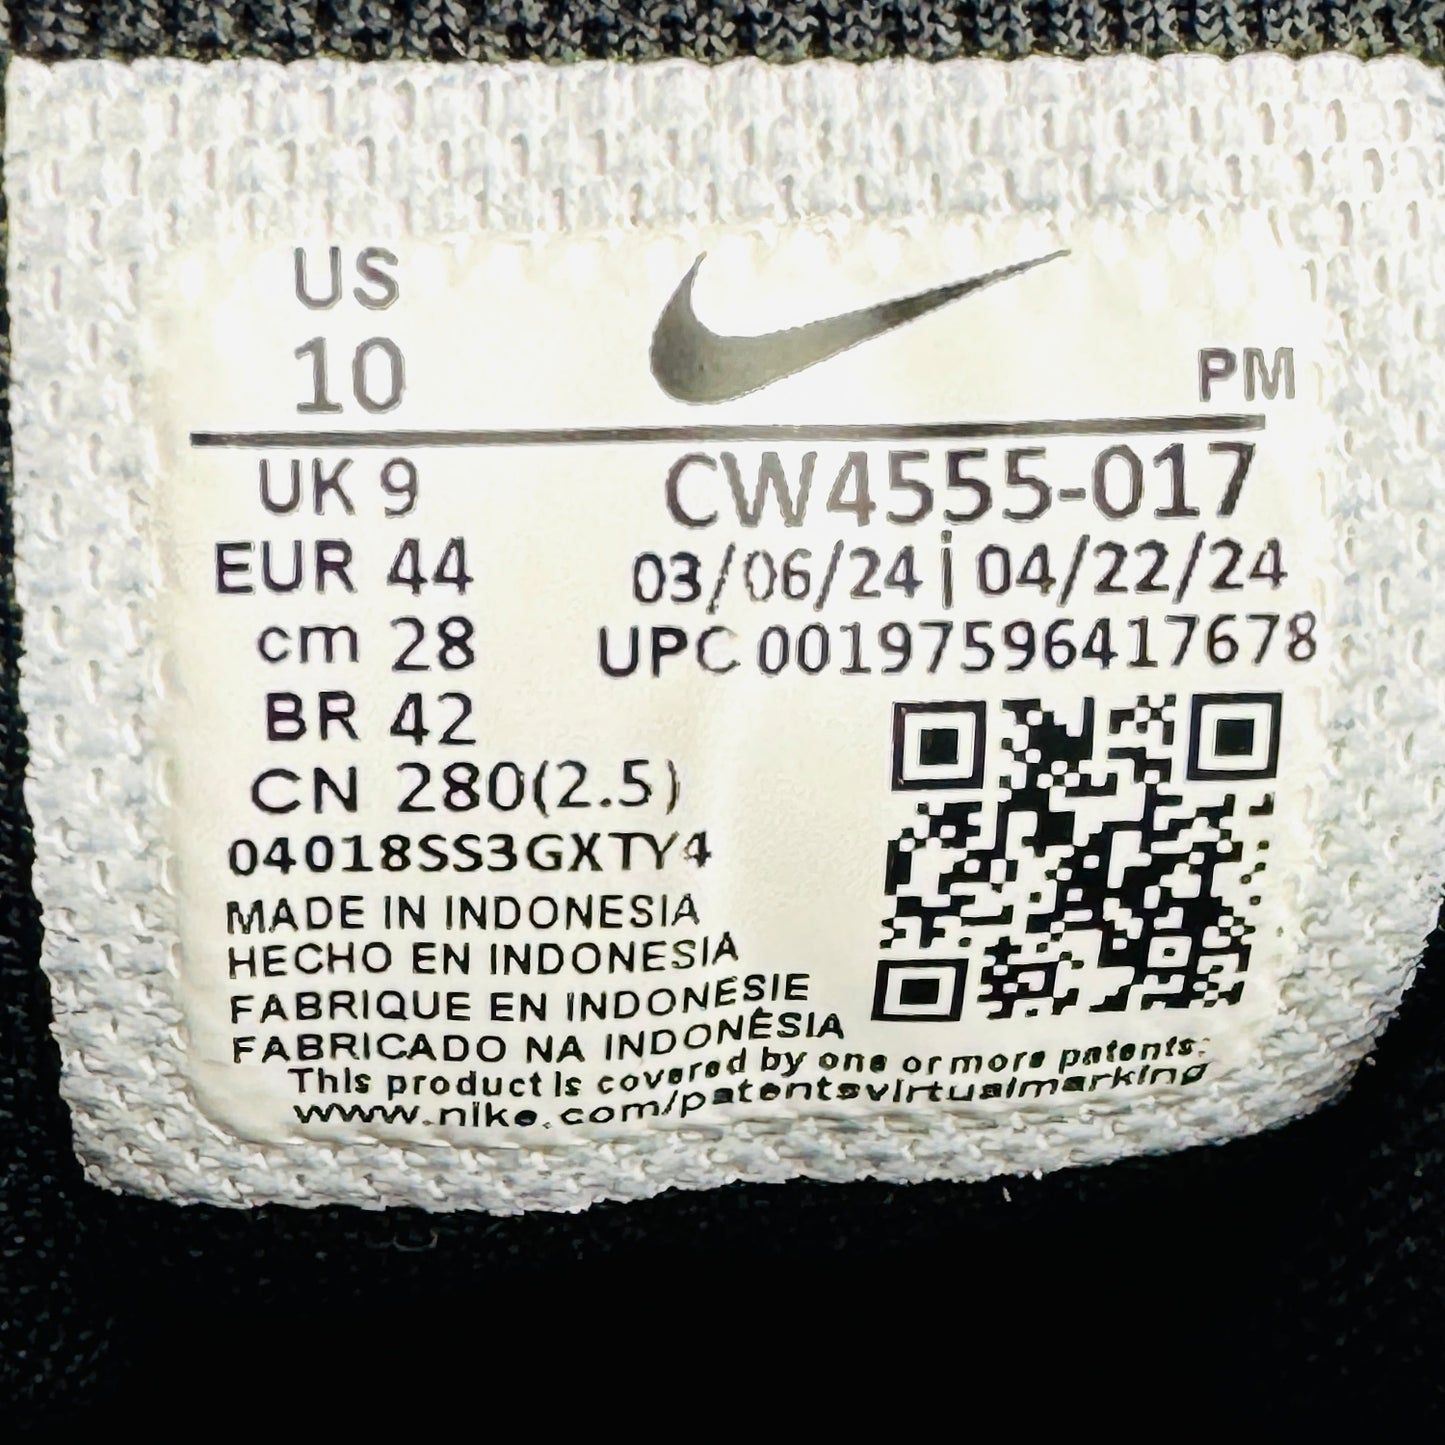 US
10
PM
UK 9
CW4555-017
EUR 44
03/06/24 | 04/22/24
cm 28
UPC 00197596417678
BR 42
CN 280(2.5)
04018SS3GXTY4
MADE IN INDONESIA
HECHO EN INDONESIA
FABRIQUE EN INDONESIE
FABRICADO NA INDONÉSIA
This product is covered by one or more patents:
www.nike.com/patentsvirtualmarking